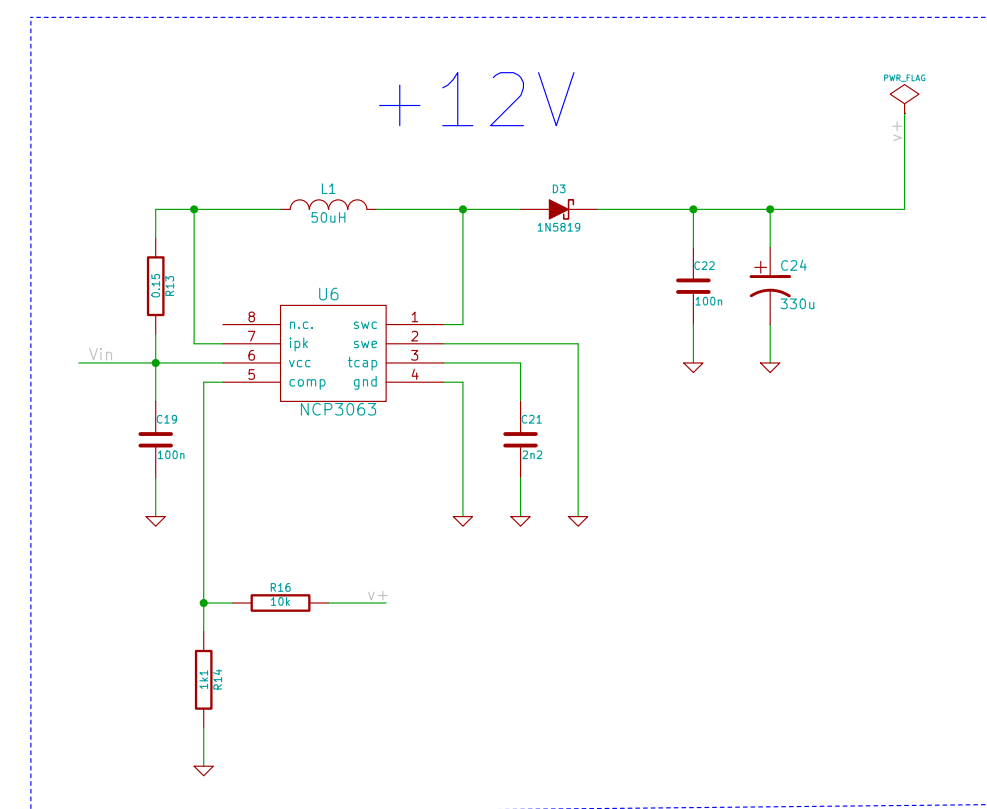 +12V
PWR_FLAG
v+
L1
50uH
D3
1N5819
0.15
R13
C22
100n
C24
330u
U6
8 n.c. swc 1
7 ipk swe 2
6 vcc tcap 3
5 comp gnd 4
NCP3063
Vin
C19
100n
C21
2n2
R16
10k
v+
1k1
R14